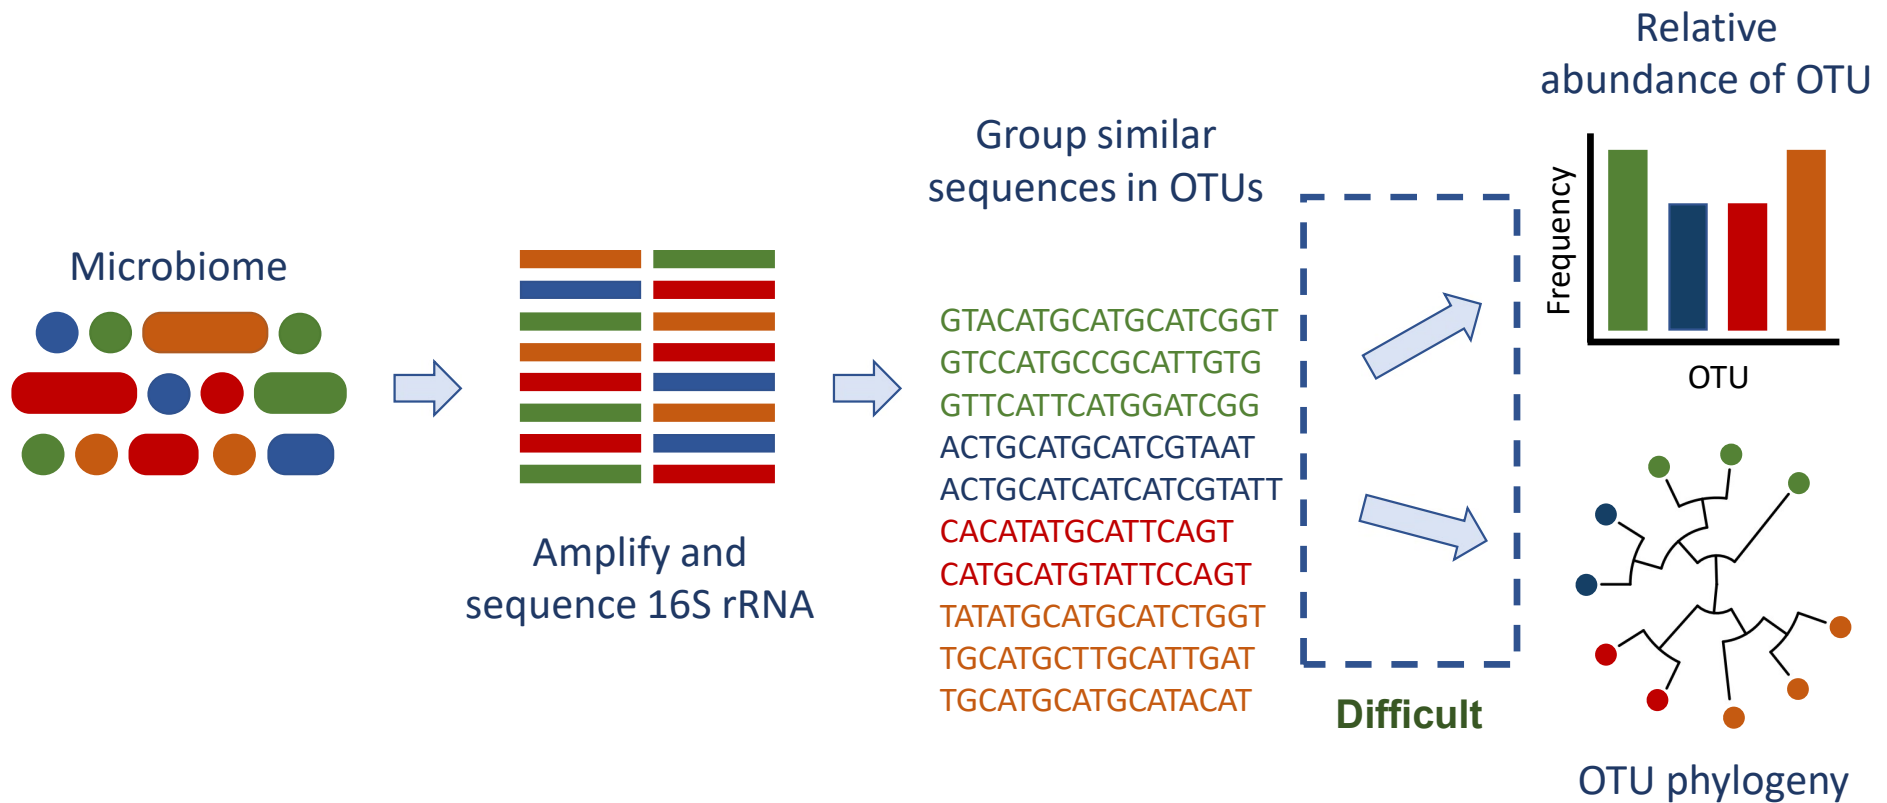 Microbiome
Amplify and
sequence 16S rRNA
Group similar
sequences in OTUs
GTACATGCATGCATCGGT
GTCCATGCCGCATTGTG
GTTCATTCATGGATCGG
ACTGCATGCATCGTAAT
ACTGCATCATCATCGTATT
CACATATGCATTCAGT
CATGCATGTATTCCAGT
TATATGCATGCATCTGGT
TGCATGCTTGCATTGAT
TGCATGCATGCATACAT
Difficult
Relative
abundance of OTU
Frequency
OTU
OTU phylogeny